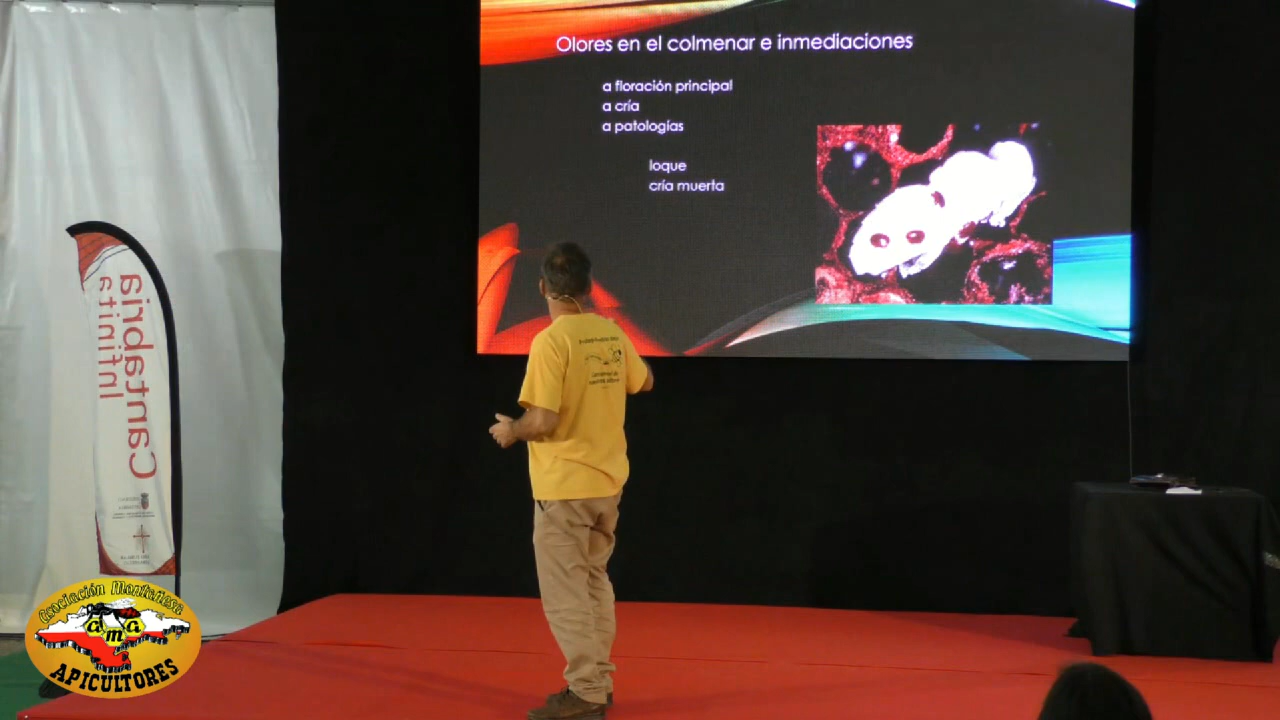 Olores en el colmenar e inmediaciones
a floración principal
a cría
a patologías
loque
cría muerta
Cantabria
Infinita
Asociación Montañesa
AMA
APICULTORES